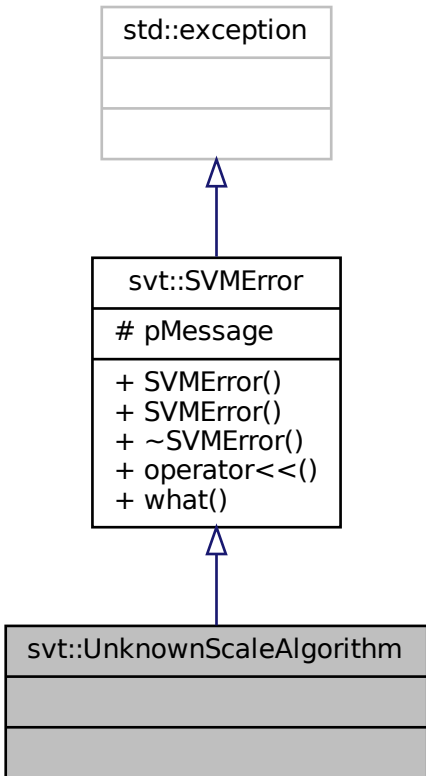 std::exception
svt::SVMError
# pMessage
+ SVMError()
+ SVMError()
+ ~SVMError()
+ operator<<()
+ what()
svt::UnknownScaleAlgorithm